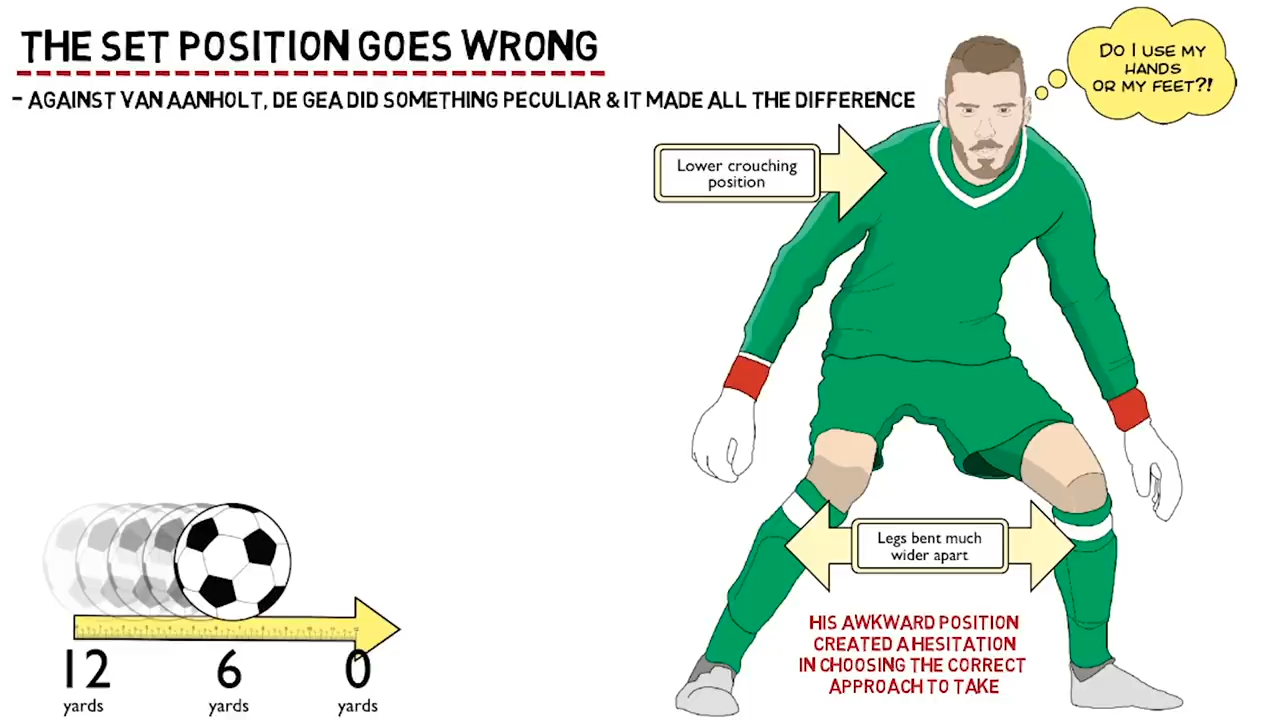 THE SET POSITION GOES WRONG
- AGAINST VAN AANHOLT, DE GEA DID SOMETHING PECULIAR & IT MADE ALL THE DIFFERENCE
DO I USE MY
HANDS
OR MY FEET?!
Lower crouching
position
Legs bent much
wider apart
HIS AWKWARD POSITION
CREATED A HESITATION
IN CHOOSING THE CORRECT
APPROACH TO TAKE
12 6 0
yards yards yards